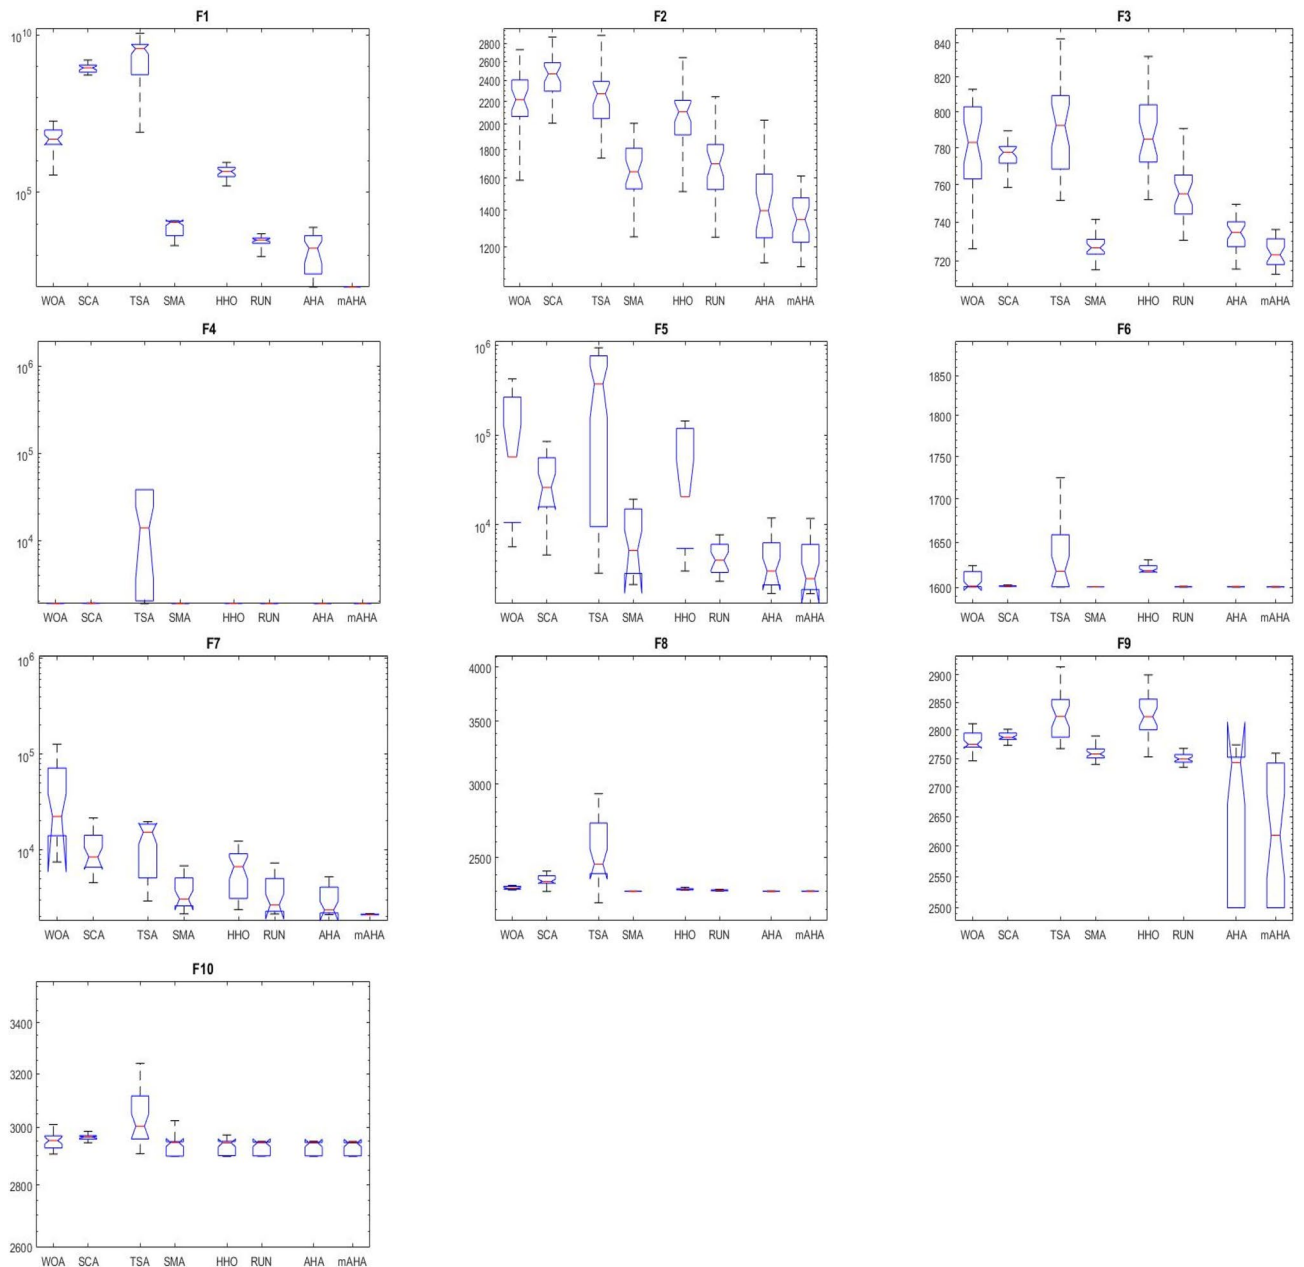 F1
10^10
10^5
WOA SCA TSA SMA HHO RUN AHA mAHA
F2
2800
2600
2400
2200
2000
1800
1600
1400
1200
WOA SCA TSA SMA HHO RUN AHA mAHA
F3
840
820
800
780
760
740
720
WOA SCA TSA SMA HHO RUN AHA mAHA
F4
10^6
10^5
10^4
WOA SCA TSA SMA HHO RUN AHA mAHA
F5
10^6
10^5
10^4
WOA SCA TSA SMA HHO RUN AHA mAHA
F6
1850
1800
1750
1700
1650
1600
WOA SCA TSA SMA HHO RUN AHA mAHA
F7
10^6
10^5
10^4
WOA SCA TSA SMA HHO RUN AHA mAHA
F8
4000
3500
3000
2500
WOA SCA TSA SMA HHO RUN AHA mAHA
F9
2900
2850
2800
2750
2700
2650
2600
2550
2500
WOA SCA TSA SMA HHO RUN AHA mAHA
F10
3400
3200
3000
2800
2600
WOA SCA TSA SMA HHO RUN AHA mAHA